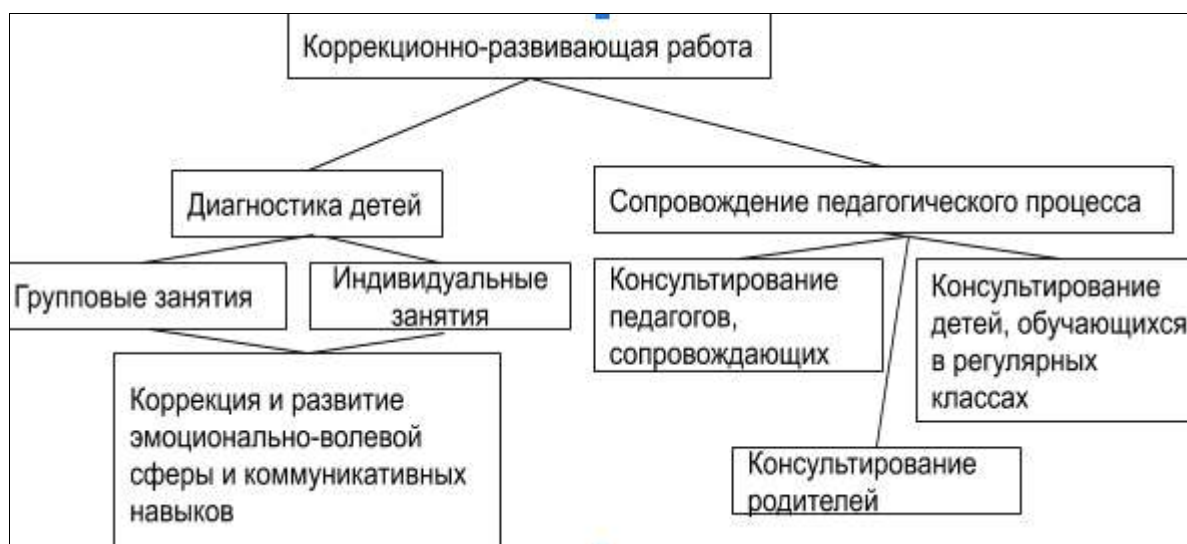 Коррекционно-развивающая работа
Диагностика детей
Сопровождение педагогического процесса
Групповые занятия
Индивидуальные
занятия
Консультирование
педагогов,
сопровождающих
Консультирование
детей, обучающихся
в регулярных
классах
Коррекция и развитие
эмоционально-волевой
сферы и коммуникативных
навыков
Консультирование
родителей